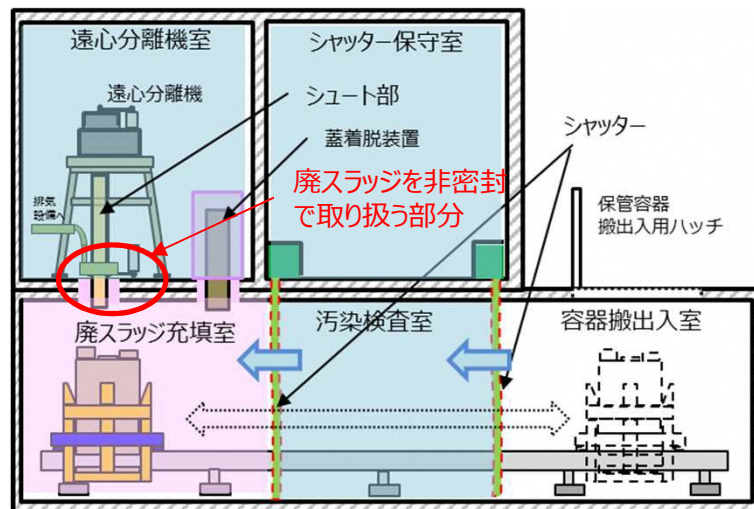 遠心分離機室
シャッター保守室
遠心分離機
シュート部
蓋着脱装置
シャッター
廃スラッジを非密封
で取り扱う部分
排気
設備へ
保管容器
搬出入用ハッチ
廃スラッジ充填室
汚染検査室
容器搬出入室